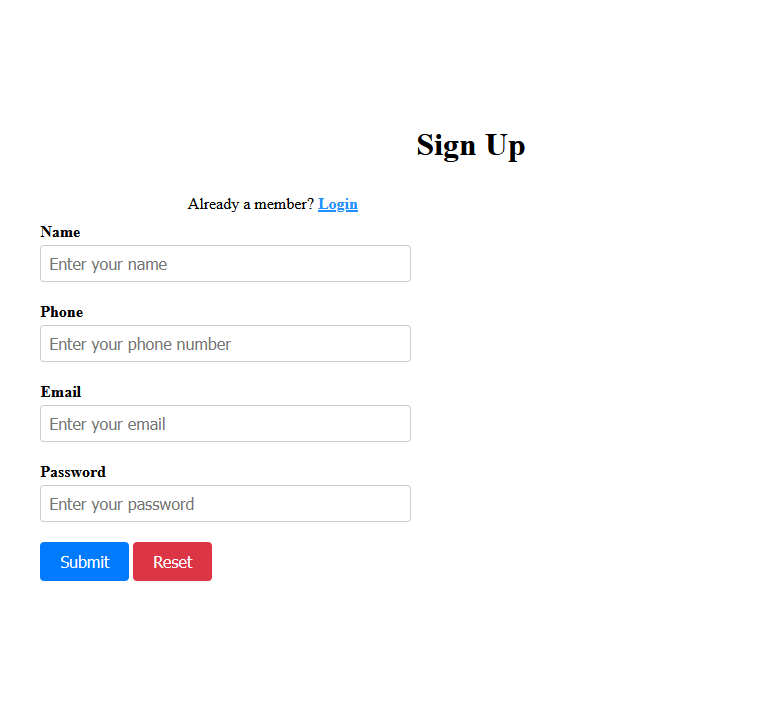 Sign Up
Already a member? Login
Name
Enter your name
Phone
Enter your phone number
Email
Enter your email
Password
Enter your password
Submit Reset